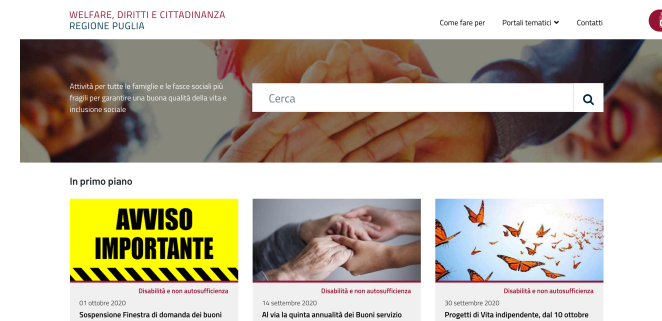 WELFARE, DIRITTI E CITTADINANZA
REGIONE PUGLIA
Come fare per Portali tematici Contatti
Attività per tutte le famiglie e le fasce sociali più
fragili per garantire una buona qualità della vita e
inclusione sociale
Cerca
In primo piano
AVVISO
IMPORTANTE
Disabilità e non autosufficienza
01 ottobre 2020
Sospensione Finestra di domanda dei buoni
Disabilità e non autosufficienza
14 settembre 2020
Al via la quinta annualità dei Buoni servizio
Disabilità e non autosufficienza
30 settembre 2020
Progetti di Vita indipendente, dal 10 ottobre